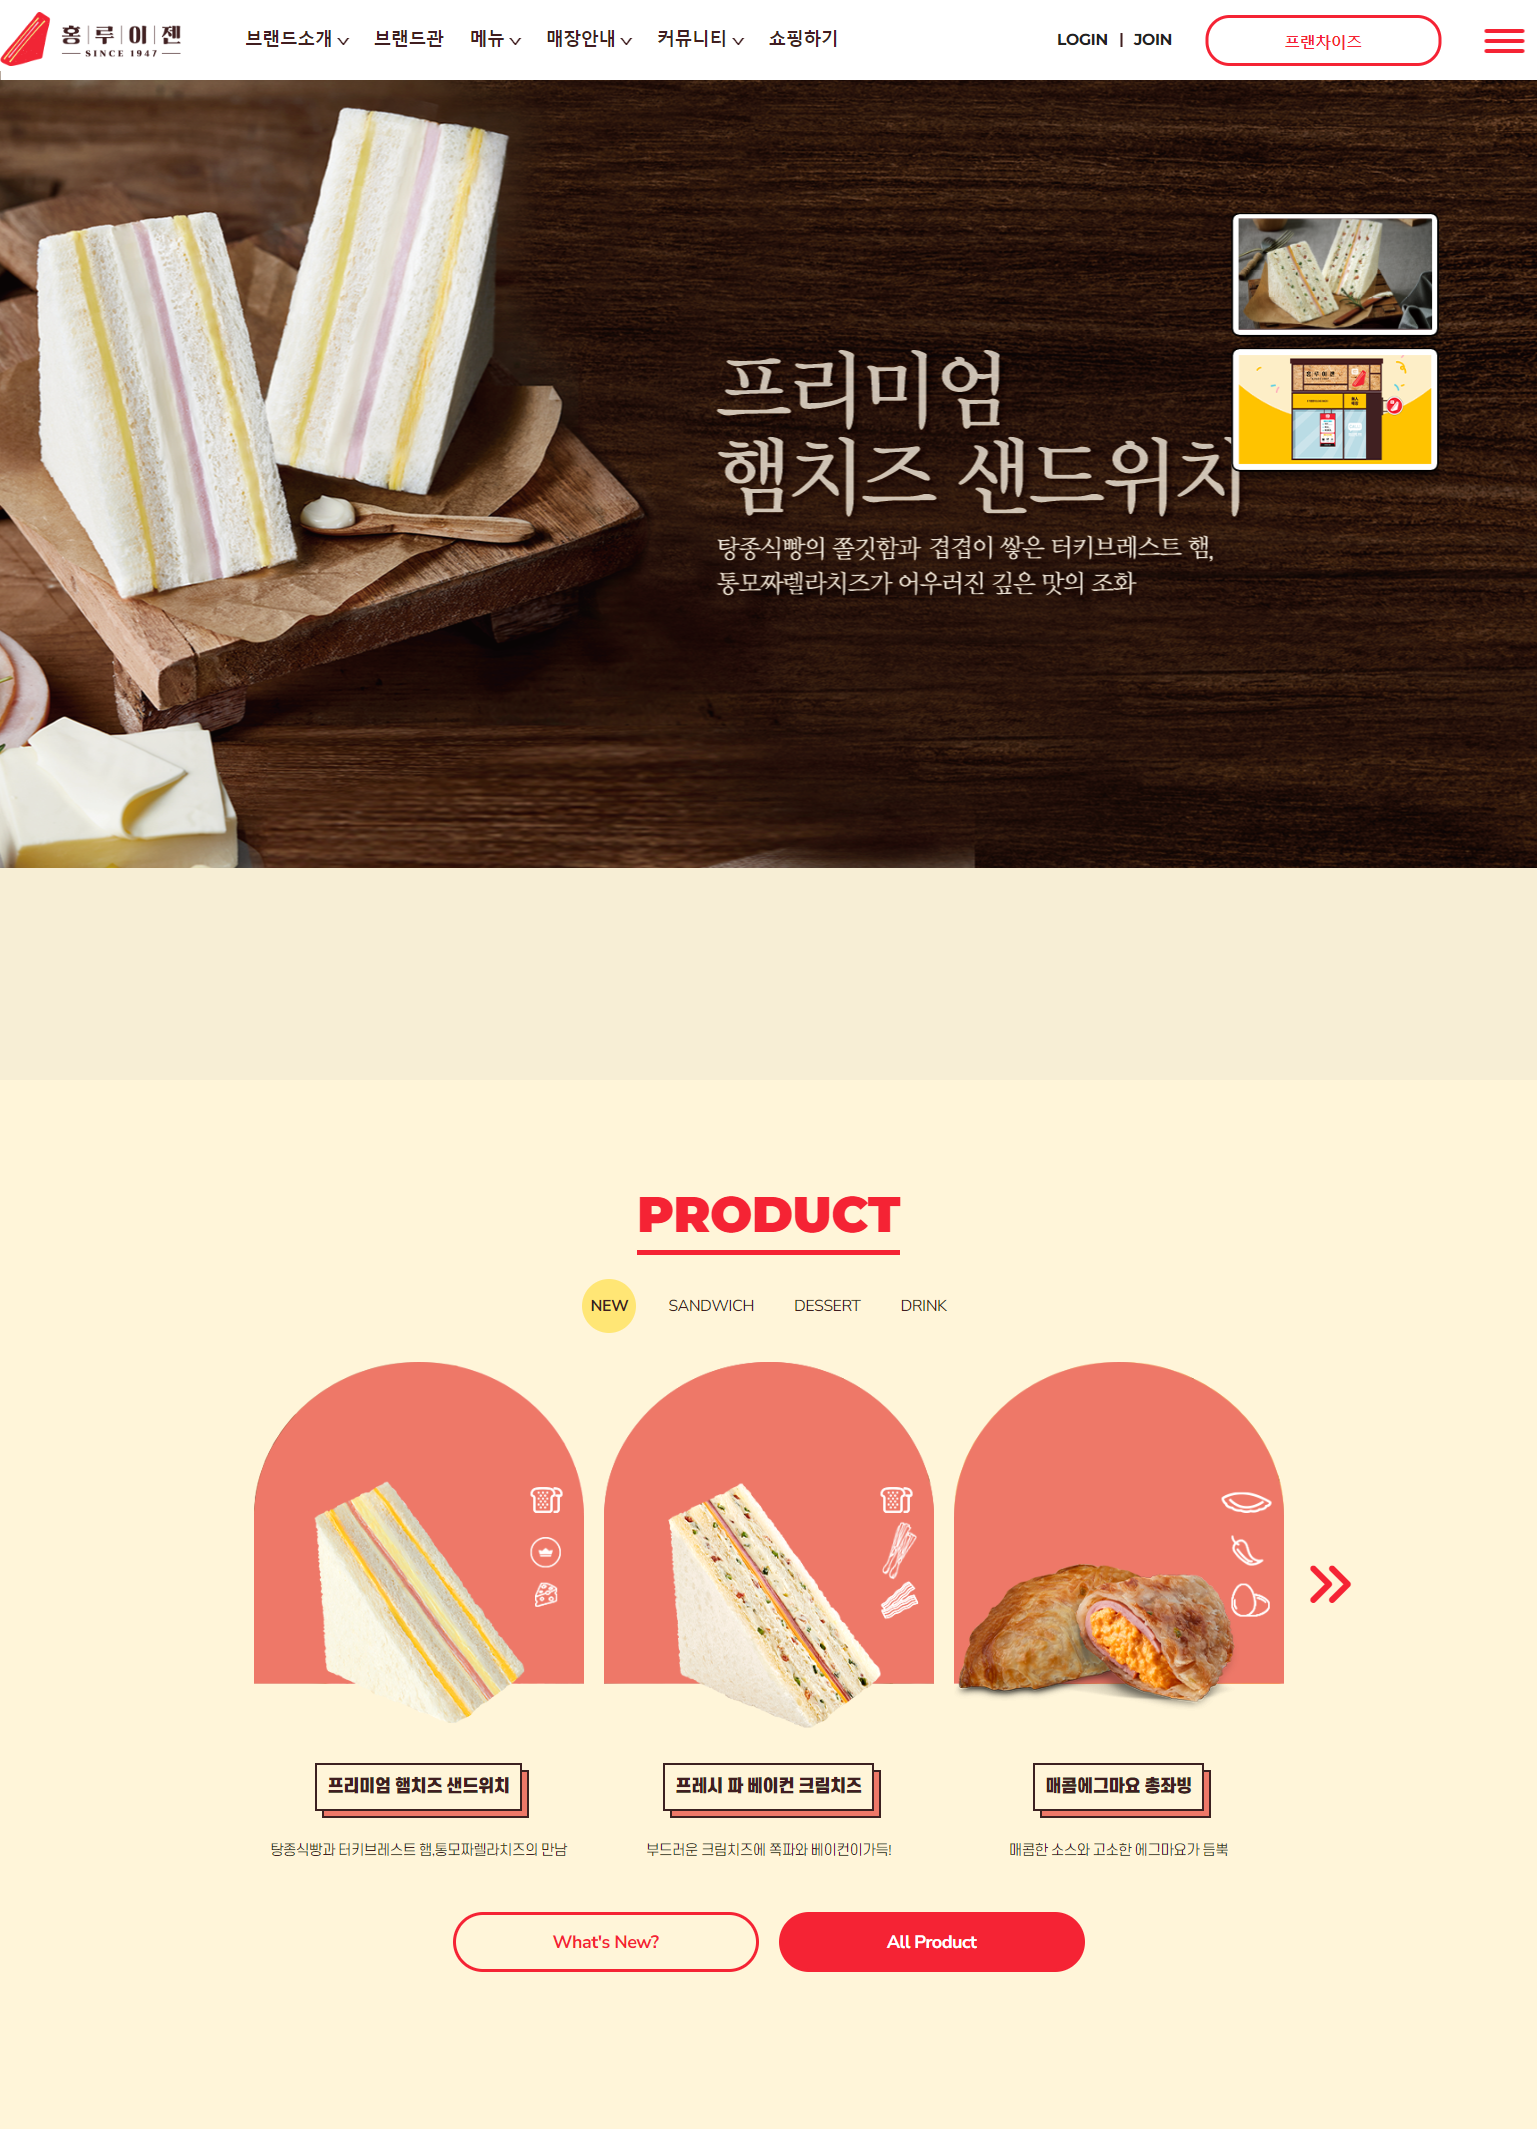 홍루이젠
SINCE 1947
브랜드소개
브랜드관
메뉴
매장안내
커뮤니티
쇼핑하기
LOGIN | JOIN
프랜차이즈
프리미엄
햄치즈 샌드위치
탕종식빵의 쫄깃함과 겹겹이 쌓은 터키브레스트 햄,
통모짜렐라치즈가 어우러진 깊은 맛의 조화
홍루이젠
PRODUCT
NEW
SANDWICH
DESSERT
DRINK
프리미엄 햄치즈 샌드위치
탕종식빵과 터키브레스트 햄,통모짜렐라치즈의 만남
프레시 파 베이컨 크림치즈
부드러운 크림치즈에 쪽파와 베이컨이가득!
매콤에그마요 총좌빙
매콤한 소스와 고소한 에그마요가 듬뿍
What's New?
All Product